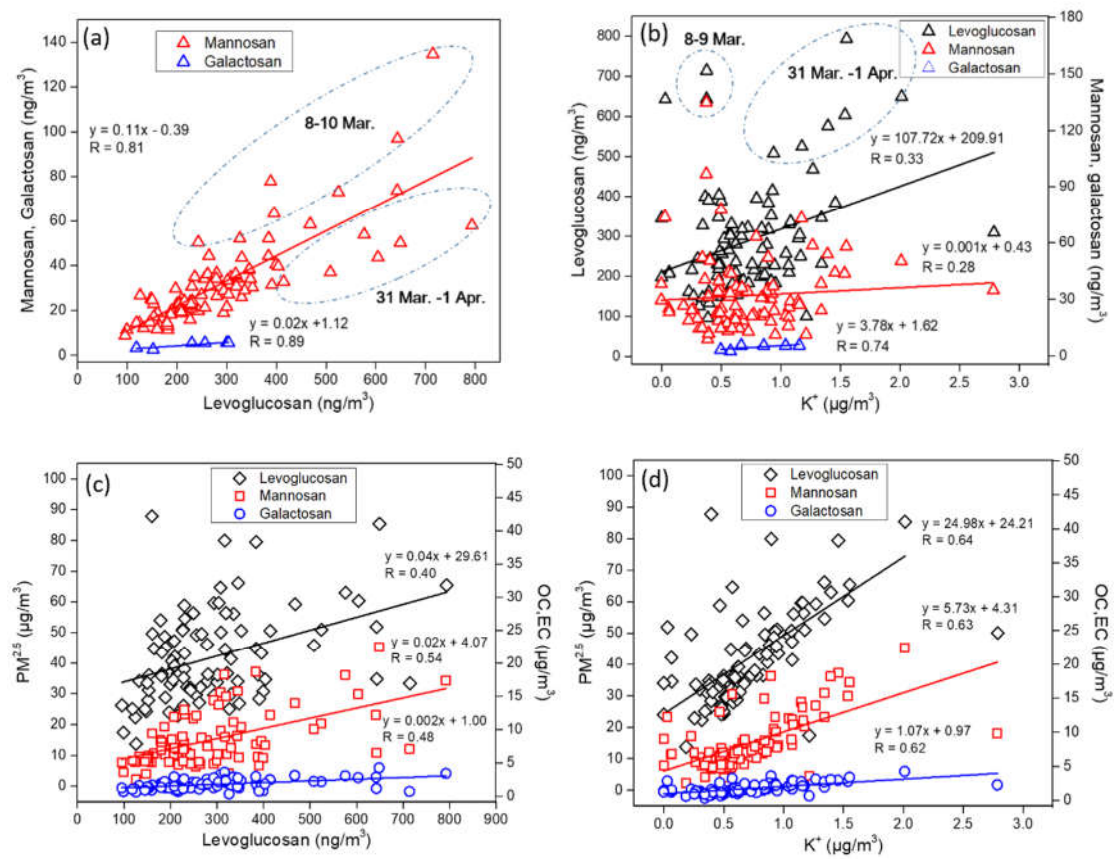 (a)
Mannosan
Galactosan
8-10 Mar.
y = 0.11x - 0.39
R = 0.81
31 Mar. -1 Apr.
y = 0.02x +1.12
R = 0.89
Mannosan, Galactosan (ng/m³)
140
120
100
80
60
40
20
0
0 100 200 300 400 500 600 700 800
Levoglucosan (ng/m³)
(b)
8-9 Mar.
Levoglucosan
Mannosan
Galactosan
31 Mar. -1 Apr.
y = 107.72x + 209.91
R = 0.33
y = 0.001x + 0.43
R = 0.28
y = 3.78x + 1.62
R = 0.74
Levoglucosan (ng/m³)
800
700
600
500
400
300
200
100
0
180
150
120
90
60
30
0
Mannosan, galactosan (ng/m³)
0.0 0.5 1.0 1.5 2.0 2.5 3.0
K⁺ (µg/m³)
(c)
Levoglucosan
Mannosan
Galactosan
y = 0.04x + 29.61
R = 0.40
y = 0.02x + 4.07
R = 0.54
y = 0.002x + 1.00
R = 0.48
PM²·⁵ (µg/m³)
100
90
80
70
60
50
40
30
20
10
0
50
45
40
35
30
25
20
15
10
5
0
OC,EC (µg/m³)
0 100 200 300 400 500 600 700 800 900
Levoglucosan (ng/m³)
(d)
Levoglucosan
Mannosan
Galactosan
y = 24.98x + 24.21
R = 0.64
y = 5.73x + 4.31
R = 0.63
y = 1.07x + 0.97
R = 0.62
PM²·⁵ (µg/m³)
100
90
80
70
60
50
40
30
20
10
0
50
45
40
35
30
25
20
15
10
5
0
OC,EC (µg/m³)
0.0 0.5 1.0 1.5 2.0 2.5 3.0
K⁺ (µg/m³)